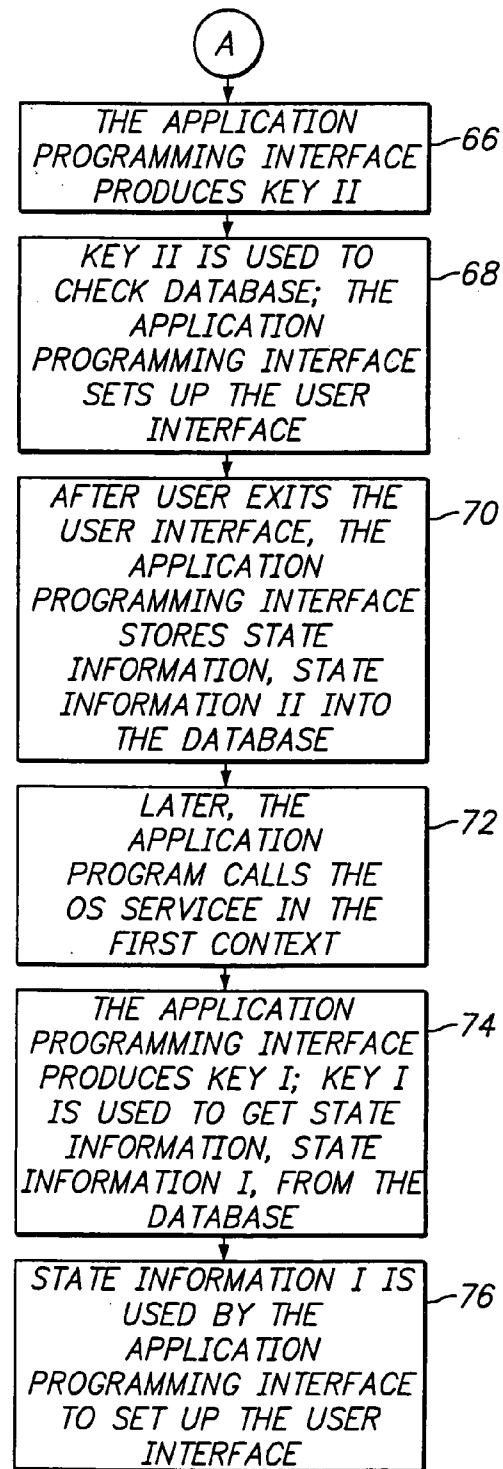 A
THE APPLICATION
PROGRAMMING INTERFACE
PRODUCES KEY II
66
KEY II IS USED TO
CHECK DATABASE; THE
APPLICATION
PROGRAMMING INTERFACE
SETS UP THE USER
INTERFACE
68
AFTER USER EXITS THE
USER INTERFACE, THE
APPLICATION
PROGRAMMING INTERFACE
STORES STATE
INFORMATION, STATE
INFORMATION II INTO
THE DATABASE
70
LATER, THE
APPLICATION
PROGRAM CALLS THE
OS SERVICEE IN THE
FIRST CONTEXT
72
THE APPLICATION
PROGRAMMING INTERFACE
PRODUCES KEY I; KEY I
IS USED TO GET STATE
INFORMATION, STATE
INFORMATION I, FROM THE
DATABASE
74
STATE INFORMATION I IS
USED BY THE
APPLICATION
PROGRAMMING INTERFACE
TO SET UP THE USER
INTERFACE
76